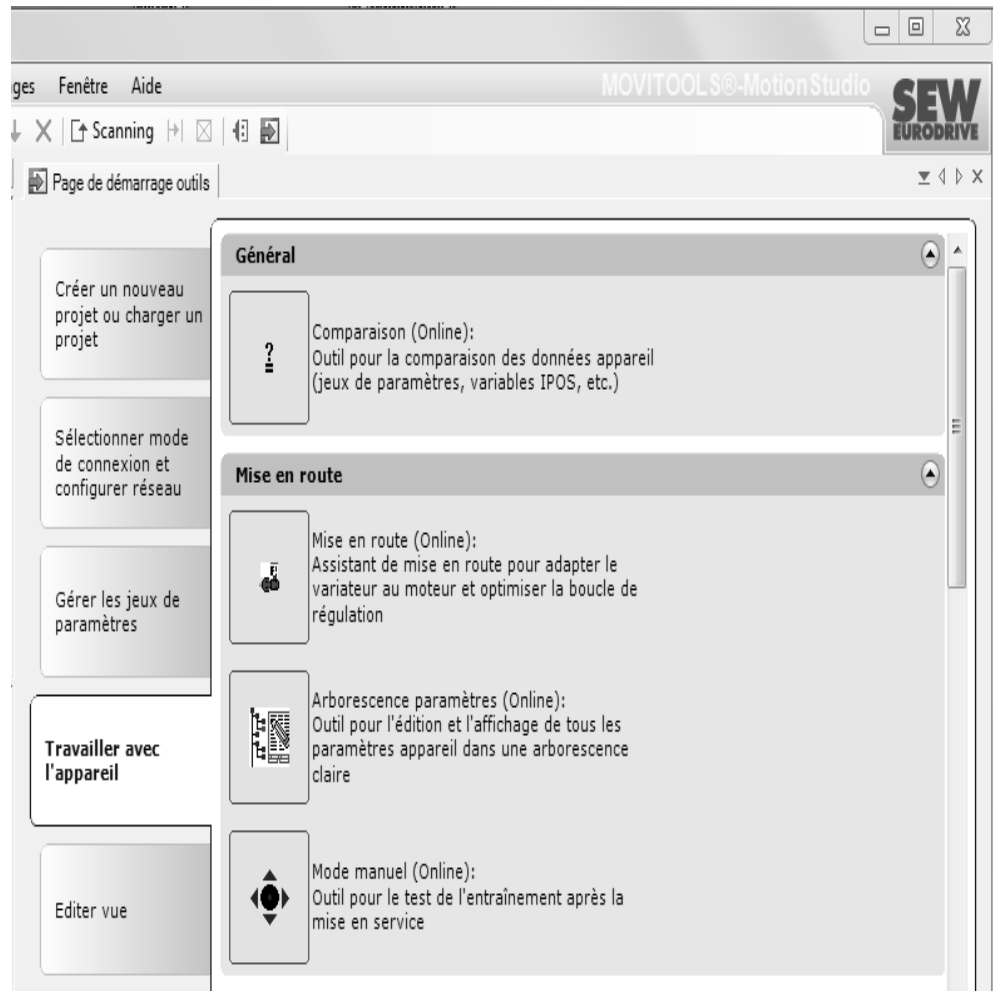 ges Fenêtre Aide
MOVITOOLS®-MotionStudio
SEW
EURODRIVE
Scanning
Page de démarrage outils
Créer un nouveau
projet ou charger un
projet
Sélectionner mode
de connexion et
configurer réseau
Gérer les jeux de
paramètres
Travailler avec
l'appareil
Editer vue
Général
?
Comparaison (Online):
Outil pour la comparaison des données appareil
(jeux de paramètres, variables IPOS, etc.)
Mise en route
Mise en route (Online):
Assistant de mise en route pour adapter le
variateur au moteur et optimiser la boucle de
régulation
Arborescence paramètres (Online):
Outil pour l'édition et l'affichage de tous les
paramètres appareil dans une arborescence
claire
Mode manuel (Online):
Outil pour le test de l'entraînement après la
mise en service